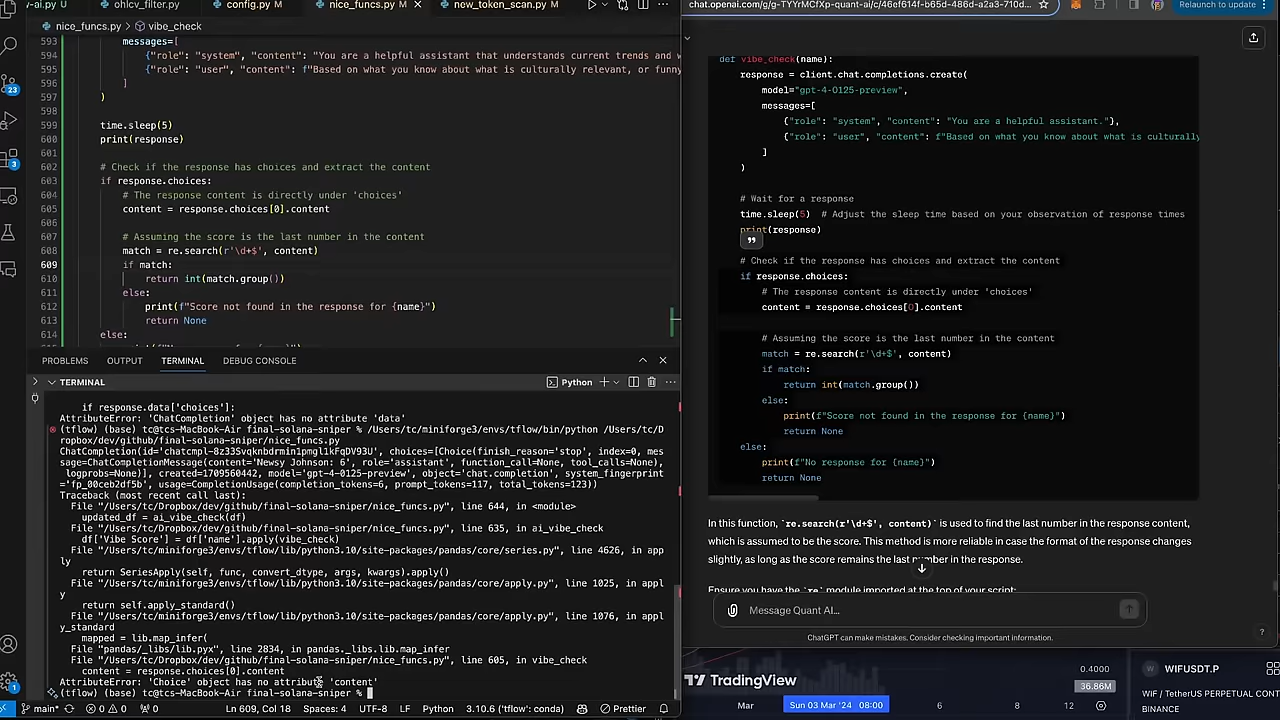 -ai.py U
ohlcv_filter.py
config.py M
nice_funcs.py M
new_token_scan.py M
chat.openai.com/g/g-TYYrMCfXp-quant-ai/c/46ef614f-b65d-486d-a2a3-710d...
Relaunch to update
nice_funcs.py > vibe_check
593 messages=[
594 {"role": "system", "content": "You are a helpful assistant that understands current trends and w
595 {"role": "user", "content": f"Based on what you know about what is culturally relevant, or funny
596 ]
597 )
598
599 time.sleep(5)
600 print(response)
601
602 # Check if the response has choices and extract the content
603 if response.choices:
604 # The response content is directly under 'choices'
605 content = response.choices[0].content
606
607 # Assuming the score is the last number in the content
608 match = re.search(r'\d+$', content)
609 if match:
610 return int(match.group())
611 else:
612 print(f"Score not found in the response for {name}")
613 return None
614 else:
23
3
1
PROBLEMS OUTPUT TERMINAL DEBUG CONSOLE
TERMINAL
Python
if response.data['choices']:
AttributeError: 'ChatCompletion' object has no attribute 'data'
(tflow) (base) tc@tcs-MacBook-Air final-solana-sniper % /Users/tc/miniforge3/envs/tflow/bin/python /Users/tc/D
ropbox/dev/github/final-solana-sniper/nice_funcs.py
ChatCompletion(id='chatcmpl-8z33Svqknbdrmin1pmgl1kFqDV93U', choices=[Choice(finish_reason='stop', index=0, mes
sage=ChatCompletionMessage(content='Newsy Johnson: 6', role='assistant', function_call=None, tool_calls=None),
logprobs=None)], created=1709560442, model='gpt-4-0125-preview', object='chat.completion', system_fingerprint
='fp_00ceb2df5b', usage=CompletionUsage(completion_tokens=6, prompt_tokens=117, total_tokens=123))
Traceback (most recent call last):
File "/Users/tc/Dropbox/dev/github/final-solana-sniper/nice_funcs.py", line 644, in <module>
updated_df = ai_vibe_check(df)
File "/Users/tc/Dropbox/dev/github/final-solana-sniper/nice_funcs.py", line 635, in ai_vibe_check
df['Vibe Score'] = df['name'].apply(vibe_check)
File "/Users/tc/miniforge3/envs/tflow/lib/python3.10/site-packages/pandas/core/series.py", line 4626, in app
ly
return SeriesApply(self, func, convert_dtype, args, kwargs).apply()
File "/Users/tc/miniforge3/envs/tflow/lib/python3.10/site-packages/pandas/core/apply.py", line 1025, in appl
y
return self.apply_standard()
File "/Users/tc/miniforge3/envs/tflow/lib/python3.10/site-packages/pandas/core/apply.py", line 1076, in appl
y_standard
mapped = lib.map_infer(
File "pandas/_libs/lib.pyx", line 2834, in pandas._libs.lib.map_infer
File "/Users/tc/Dropbox/dev/github/final-solana-sniper/nice_funcs.py", line 605, in vibe_check
content = response.choices[0].content
AttributeError: 'Choice' object has no attribute 'content'
(tflow) (base) tc@tcs-MacBook-Air final-solana-sniper %
main* 0 0 0 Ln 609, Col 18 Spaces: 4 UTF-8 LF Python 3.10.6 ('tflow': conda) Prettier
def vibe_check(name):
response = client.chat.completions.create(
model="gpt-4-0125-preview",
messages=[
{"role": "system", "content": "You are a helpful assistant."},
{"role": "user", "content": f"Based on what you know about what is culturally
]
)
# Wait for a response
time.sleep(5) # Adjust the sleep time based on your observation of response times
print(response)
# Check if the response has choices and extract the content
if response.choices:
# The response content is directly under 'choices'
content = response.choices[0].content
# Assuming the score is the last number in the content
match = re.search(r'\d+$', content)
if match:
return int(match.group())
else:
print(f"Score not found in the response for {name}")
return None
else:
print(f"No response for {name}")
return None
In this function, `re.search(r'\d+$', content)` is used to find the last number in the response content,
which is assumed to be the score. This method is more reliable in case the format of the response changes
slightly, as long as the score remains the last number in the response.
Ensure you have the `re` module imported at the top of your script:
Message Quant AI...
ChatGPT can make mistakes. Consider checking important information.
?
TradingView
0.4000
36.86M
Mar
Sun 03 Mar '24 08:00
6
8
12
WIFUSDT.P
WIF / TetherUS PERPETUAL CONT
BINANCE